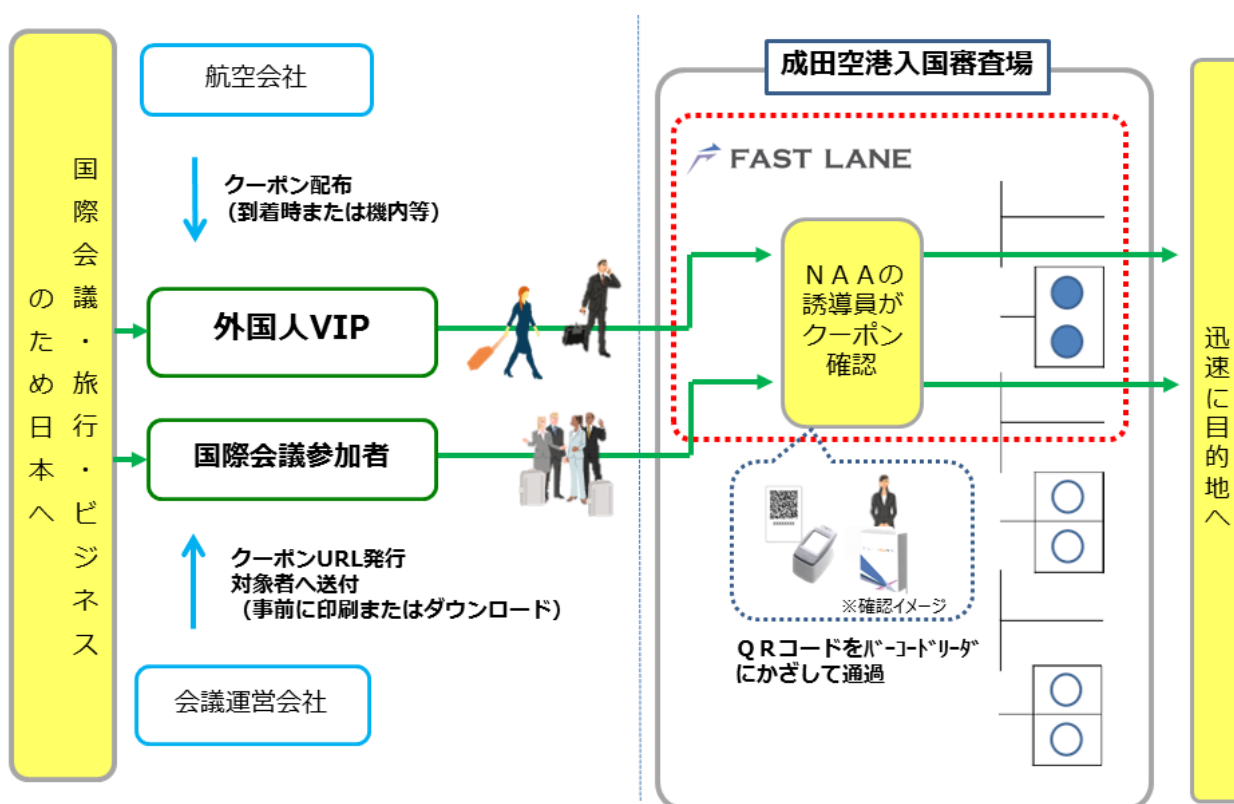 国際会議・旅行・ビジネス
のため日本へ
航空会社
クーポン配布
（到着時または機内等）
外国人VIP
国際会議参加者
クーポンURL発行
対象者へ送付
（事前に印刷またはダウンロード）
会議運営会社
成田空港入国審査場
FAST LANE
ＮＡＡの
誘導員が
クーポン
確認
※確認イメージ
ＱＲコードをﾊﾞｰｺｰﾄﾞﾘｰﾀﾞ
にかざして通過
迅速に目的地へ